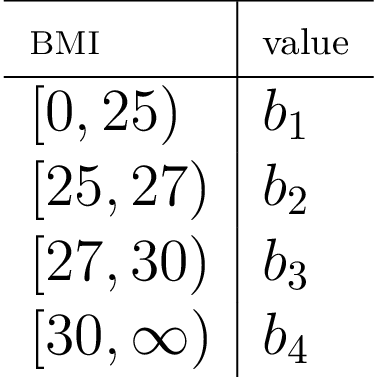 BMI value
[0, 25) b₁
[25, 27) b₂
[27, 30) b₃
[30, ∞) b₄